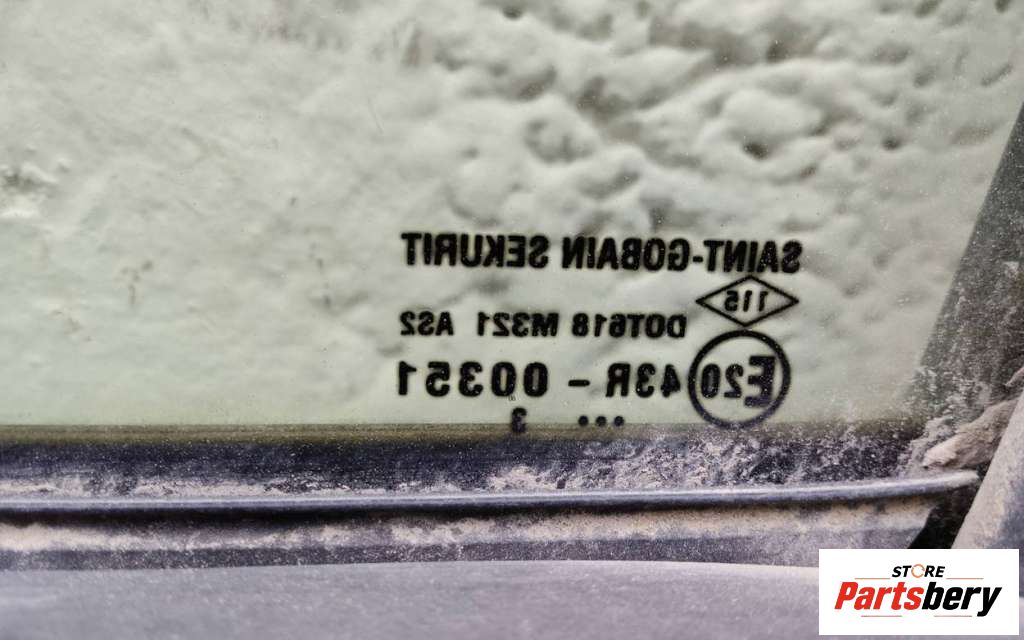 SAINT-GOBAIN SEKURIT
115
DOT618 M321 AS2
E20 43R - 00351
... 3
STORE
Partsbery